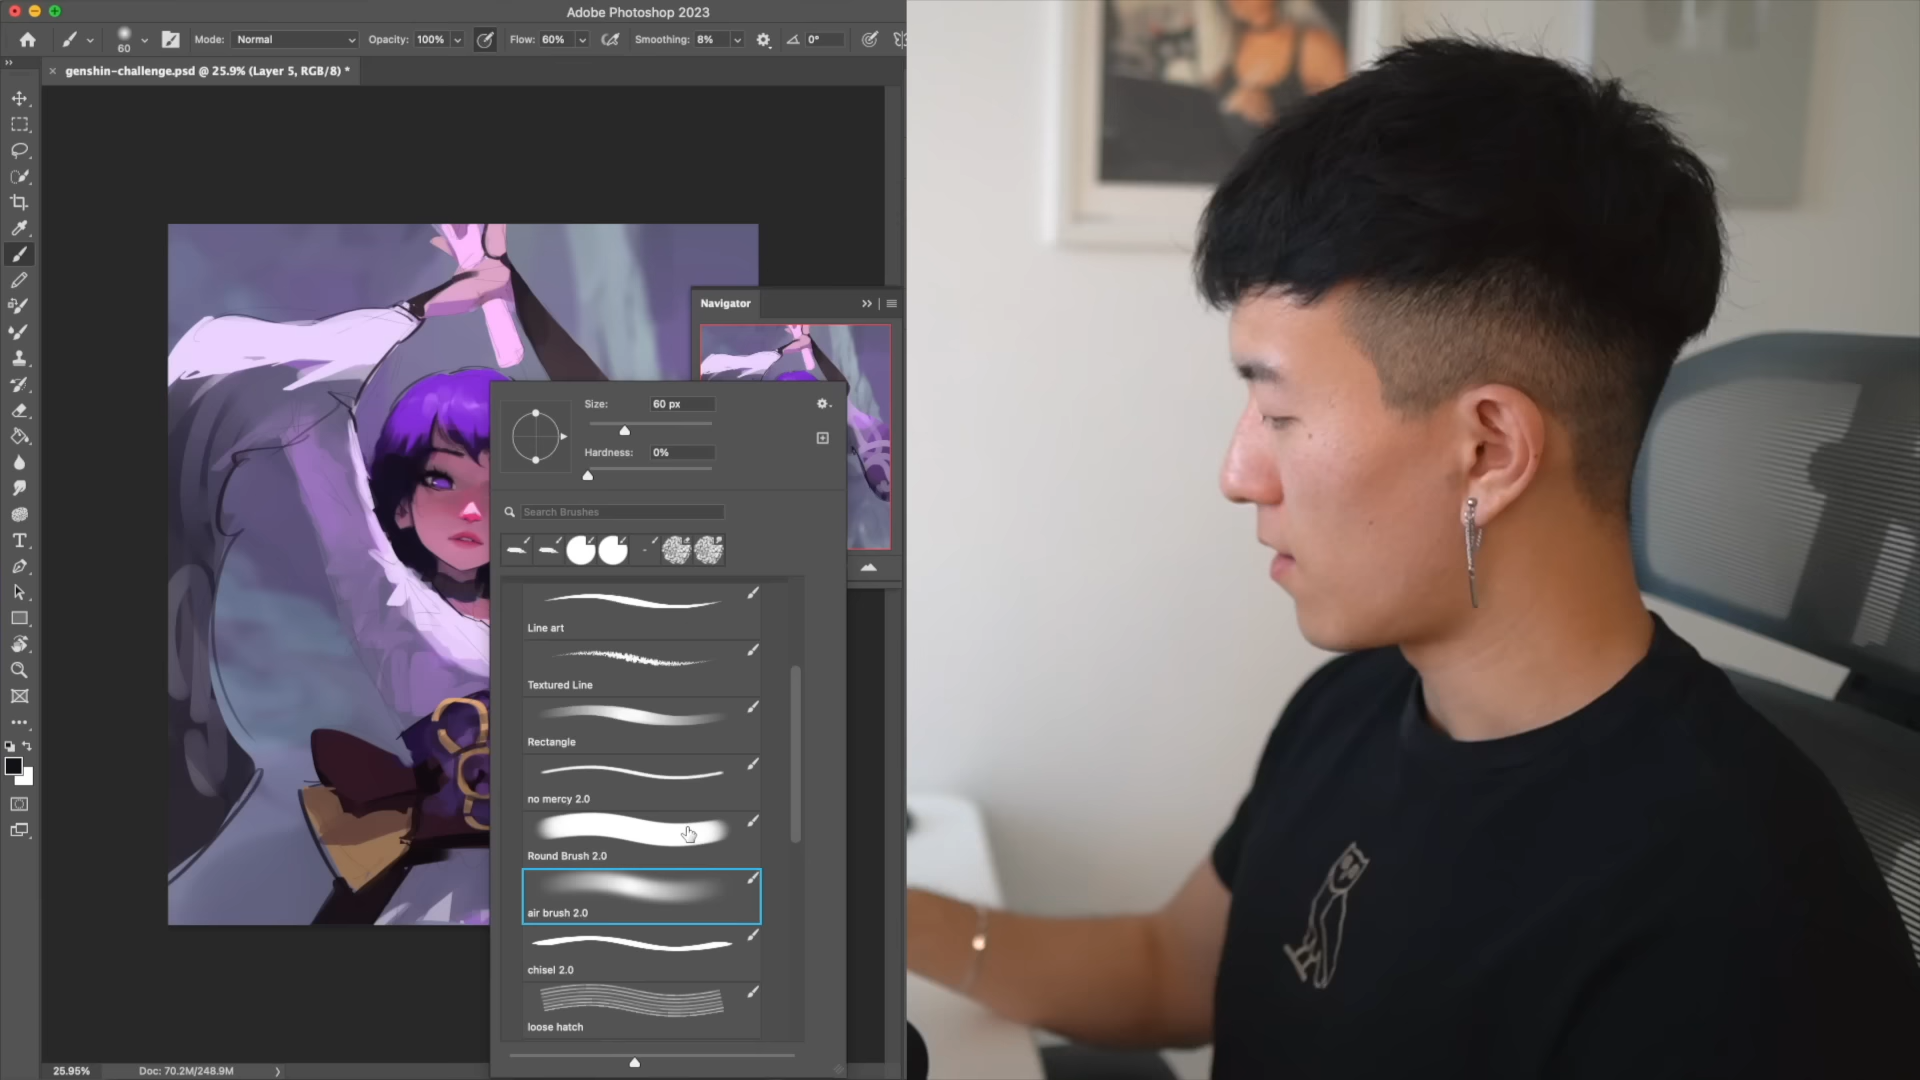 Adobe Photoshop 2023
60
Mode: Normal
Opacity: 100%
Flow: 60%
Smoothing: 8%
0°
genshin-challenge.psd @ 25.9% (Layer 5, RGB/8) *
Navigator
Size: 60 px
Hardness: 0%
Search Brushes
Line art
Textured Line
Rectangle
no mercy 2.0
Round Brush 2.0
air brush 2.0
chisel 2.0
loose hatch
25.95%
Doc: 70.2M/248.9M